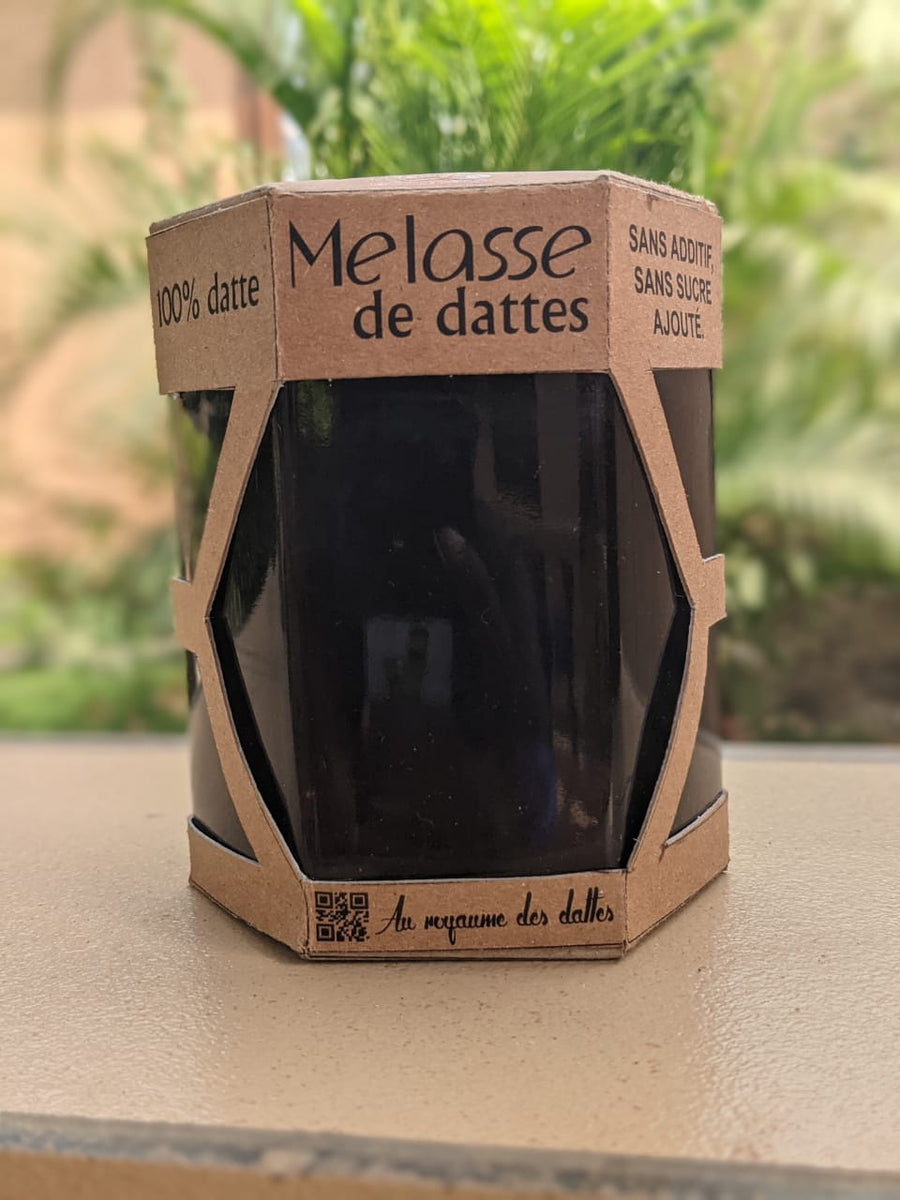 100% datte
Melasse
de dattes
SANS ADDITIF,
SANS SUCRE
AJOUTÉ.
Au royaume des dattes